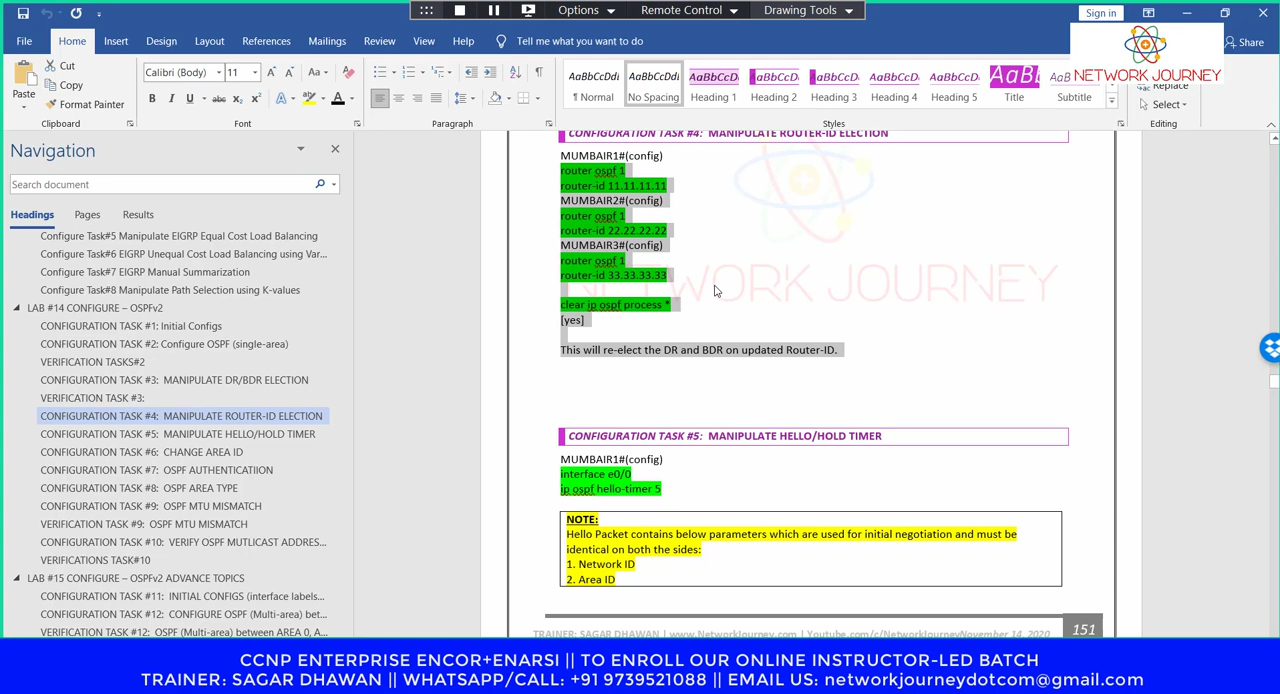 Options
Remote Control
Drawing Tools
Sign in
File
Home
Insert
Design
Layout
References
Mailings
Review
View
Help
Tell me what you want to do
Share
NETWORK JOURNEY
Paste
Cut
Copy
Format Painter
Clipboard
Calibri (Body)
11
Font
Paragraph
AaBbCcDd
¶ Normal
AaBbCcDd
No Spacing
AaBbCcD
Heading 1
AaBbCcD
Heading 2
AaBbCcD
Heading 3
AaBbCcD
Heading 4
AaBbCcD
Heading 5
AaB
Title
Subtitle
Styles
Replace
Select
Editing
Navigation
Search document
Headings
Pages
Results
Configure Task#5 Manipulate EIGRP Equal Cost Load Balancing
Configure Task#6 EIGRP Unequal Cost Load Balancing using Var...
Configure Task#7 EIGRP Manual Summarization
Configure Task#8 Manipulate Path Selection using K-values
LAB #14 CONFIGURE – OSPFv2
CONFIGURATION TASK #1: Initial Configs
CONFIGURATION TASK #2: Configure OSPF (single-area)
VERIFICATION TASKS#2
CONFIGURATION TASK #3: MANIPULATE DR/BDR ELECTION
VERIFICATION TASK #3:
CONFIGURATION TASK #4: MANIPULATE ROUTER-ID ELECTION
CONFIGURATION TASK #5: MANIPULATE HELLO/HOLD TIMER
CONFIGURATION TASK #6: CHANGE AREA ID
CONFIGURATION TASK #7: OSPF AUTHENTICATIION
CONFIGURATION TASK #8: OSPF AREA TYPE
CONFIGURATION TASK #9: OSPF MTU MISMATCH
VERIFICATION TASK #9: OSPF MTU MISMATCH
CONFIGURATION TASK #10: VERIFY OSPF MUTLICAST ADDRES...
VERIFICATIONS TASK#10
LAB #15 CONFIGURE – OSPFv2 ADVANCE TOPICS
CONFIGURATION TASK #11: INITIAL CONFIGS (interface labels...
CONFIGURATION TASK #12: CONFIGURE OSPF (Multi-area) bet...
VERIFICATION TASK #12: OSPF (Multi-area) between AREA 0, A...
CONFIGURATION TASK #4: MANIPULATE ROUTER-ID ELECTION
MUMBAIR1#(config)
router ospf 1
router-id 11.11.11.11
MUMBAIR2#(config)
router ospf 1
router-id 22.22.22.22
MUMBAIR3#(config)
router ospf 1
router-id 33.33.33.33
NETWORK JOURNEY
clear ip ospf process *
[yes]
This will re-elect the DR and BDR on updated Router-ID.
CONFIGURATION TASK #5: MANIPULATE HELLO/HOLD TIMER
MUMBAIR1#(config)
interface e0/0
ip ospf hello-timer 5
NOTE:
Hello Packet contains below parameters which are used for initial negotiation and must be
identical on both the sides:
1. Network ID
2. Area ID
TRAINER: SAGAR DHAWAN | www.NetworkJourney.com | Youtube.com/c/NetworkJourneyNovember 14, 2020
151
CCNP ENTERPRISE ENCOR+ENARSI || TO ENROLL OUR ONLINE INSTRUCTOR-LED BATCH
TRAINER: SAGAR DHAWAN || WHATSAPP/CALL: +91 9739521088 || EMAIL US: networkjourneydotcom@gmail.com